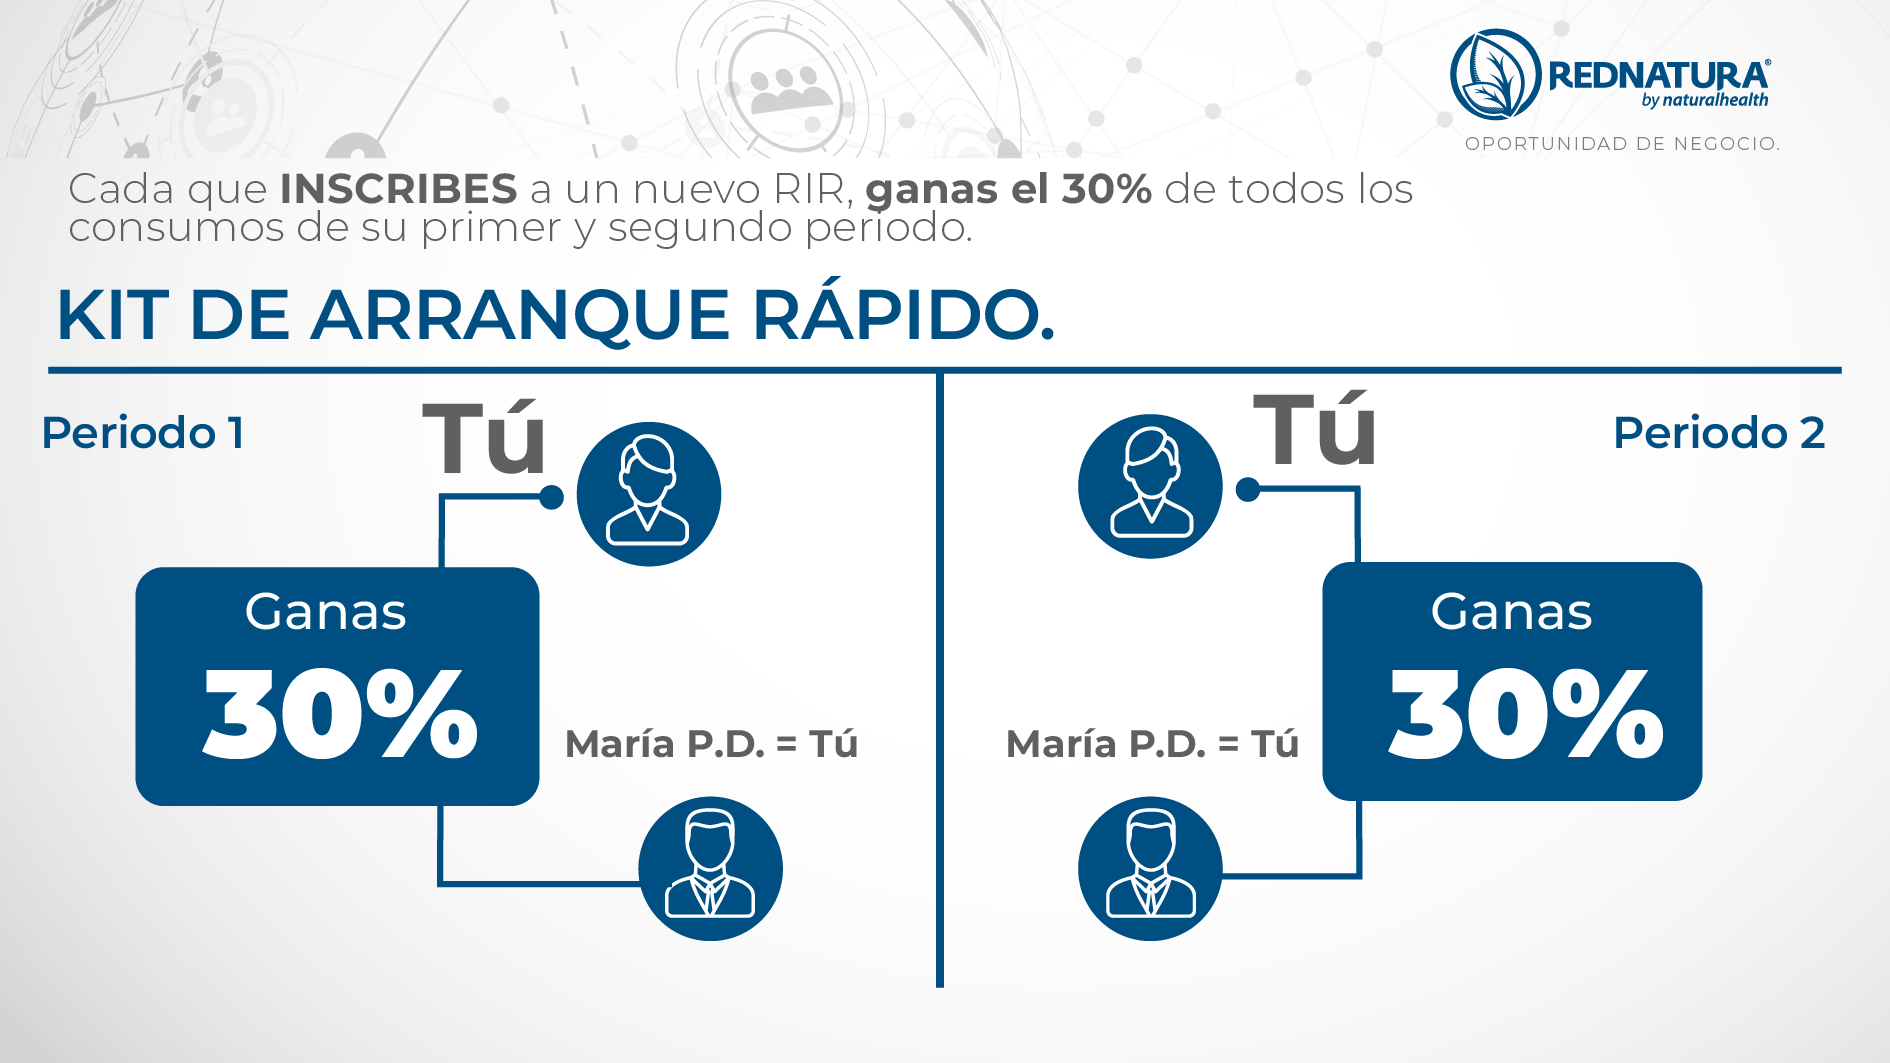 REDNATURA®
by naturalhealth
OPORTUNIDAD DE NEGOCIO.
Cada que INSCRIBES a un nuevo RIR, ganas el 30% de todos los
consumos de su primer y segundo periodo.
KIT DE ARRANQUE RÁPIDO.
Periodo 1
Tú
Ganas
30%
María P.D. = Tú
Tú
Periodo 2
Ganas
30%
María P.D. = Tú